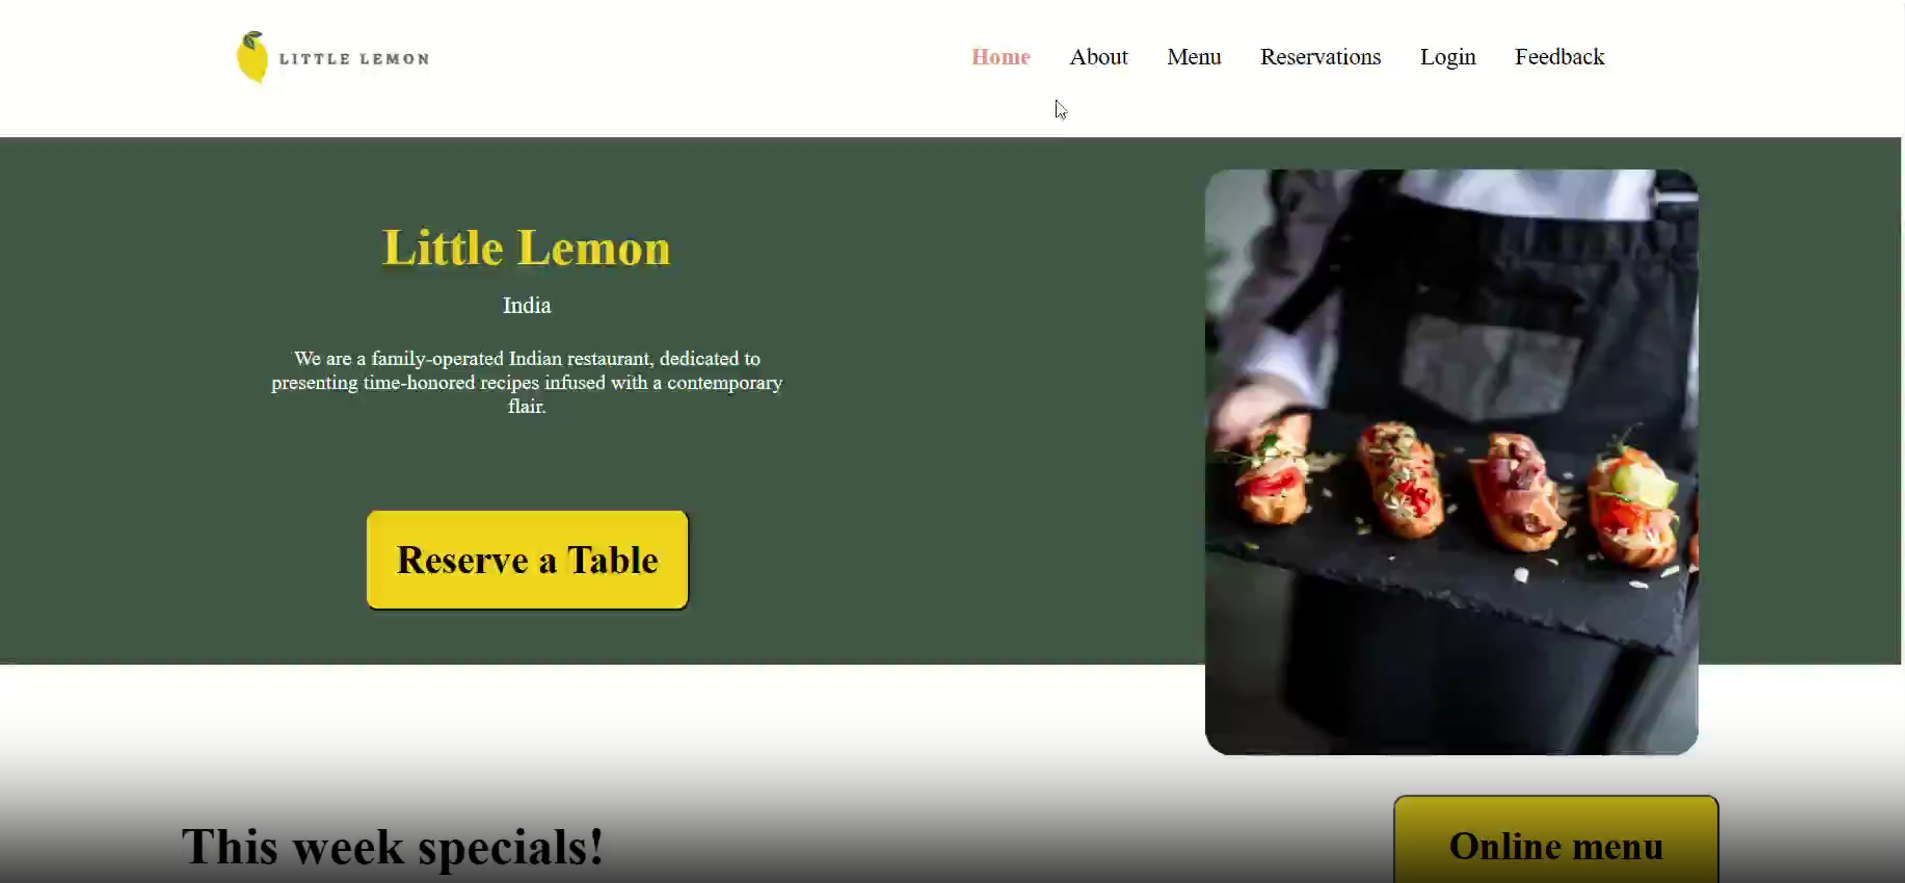 LITTLE LEMON
Home About Menu Reservations Login Feedback
Little Lemon
India
We are a family-operated Indian restaurant, dedicated to
presenting time-honored recipes infused with a contemporary
flair.
Reserve a Table
This week specials!
Online menu